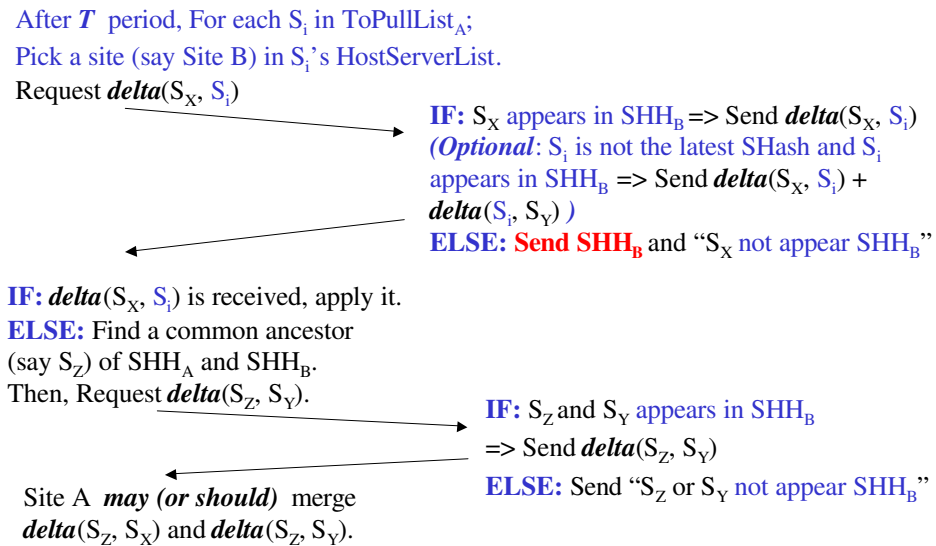 After T period, For each Si in ToPullListA;
Pick a site (say Site B) in Si's HostServerList.
Request delta(SX, Si)
IF: SX appears in SHHB => Send delta(SX, Si)
(Optional: Si is not the latest SHash and Si
appears in SHHB => Send delta(SX, Si) +
delta(Si, SY) )
ELSE: Send SHHB and “SX not appear SHHB”
IF: delta(SX, Si) is received, apply it.
ELSE: Find a common ancestor
(say SZ) of SHHA and SHHB.
Then, Request delta(SZ, SY).
IF: SZ and SY appears in SHHB
=> Send delta(SZ, SY)
ELSE: Send “SZ or SY not appear SHHB”
Site A may (or should) merge
delta(SZ, SX) and delta(SZ, SY).